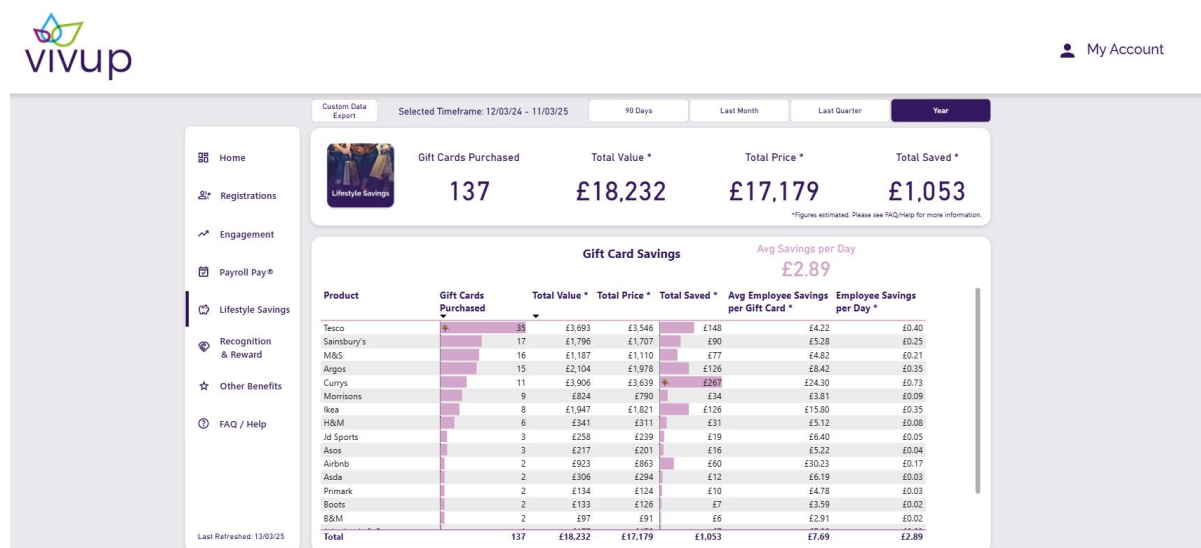 vivup
My Account
Custom Data Export
Selected Timeframe: 12/03/24 - 11/03/25
90 Days
Last Month
Last Quarter
Year
Home
Registrations
Engagement
Payroll Pay®
Lifestyle Savings
Recognition
& Reward
Other Benefits
FAQ / Help
Last Refreshed: 13/03/25
Lifestyle Savings
Gift Cards Purchased
137
Total Value *
£18,232
Total Price *
£17,179
Total Saved *
£1,053
*Figures estimated. Please see FAQ/Help for more information.
Gift Card Savings
Avg Savings per Day
£2.89
Product Gift Cards Purchased Total Value * Total Price * Total Saved * Avg Employee Savings per Gift Card * Employee Savings per Day *
Tesco 35 £3,693 £3,546 £148 £4.22 £0.40
Sainsbury's 17 £1,796 £1,707 £90 £5.28 £0.25
M&S 16 £1,187 £1,110 £77 £4.82 £0.21
Argos 15 £2,104 £1,978 £126 £8.42 £0.35
Currys 11 £3,906 £3,639 £267 £24.30 £0.73
Morrisons 9 £824 £790 £34 £3.81 £0.09
Ikea 8 £1,947 £1,821 £126 £15.80 £0.35
H&M 6 £341 £311 £31 £5.12 £0.08
Jd Sports 3 £258 £239 £19 £6.40 £0.05
Asos 3 £217 £201 £16 £5.22 £0.04
Airbnb 2 £923 £863 £60 £30.23 £0.17
Asda 2 £306 £294 £12 £6.19 £0.03
Primark 2 £134 £124 £10 £4.78 £0.03
Boots 2 £133 £126 £7 £3.59 £0.02
B&M 2 £97 £91 £6 £2.91 £0.02
Total 137 £18,232 £17,179 £1,053 £7.69 £2.89